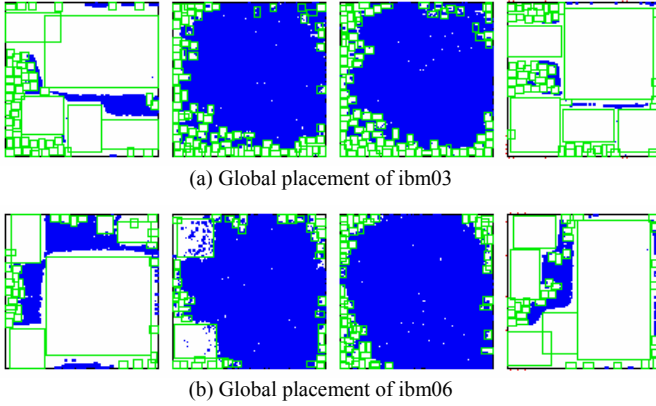 (a) Global placement of ibm03
(b) Global placement of ibm06